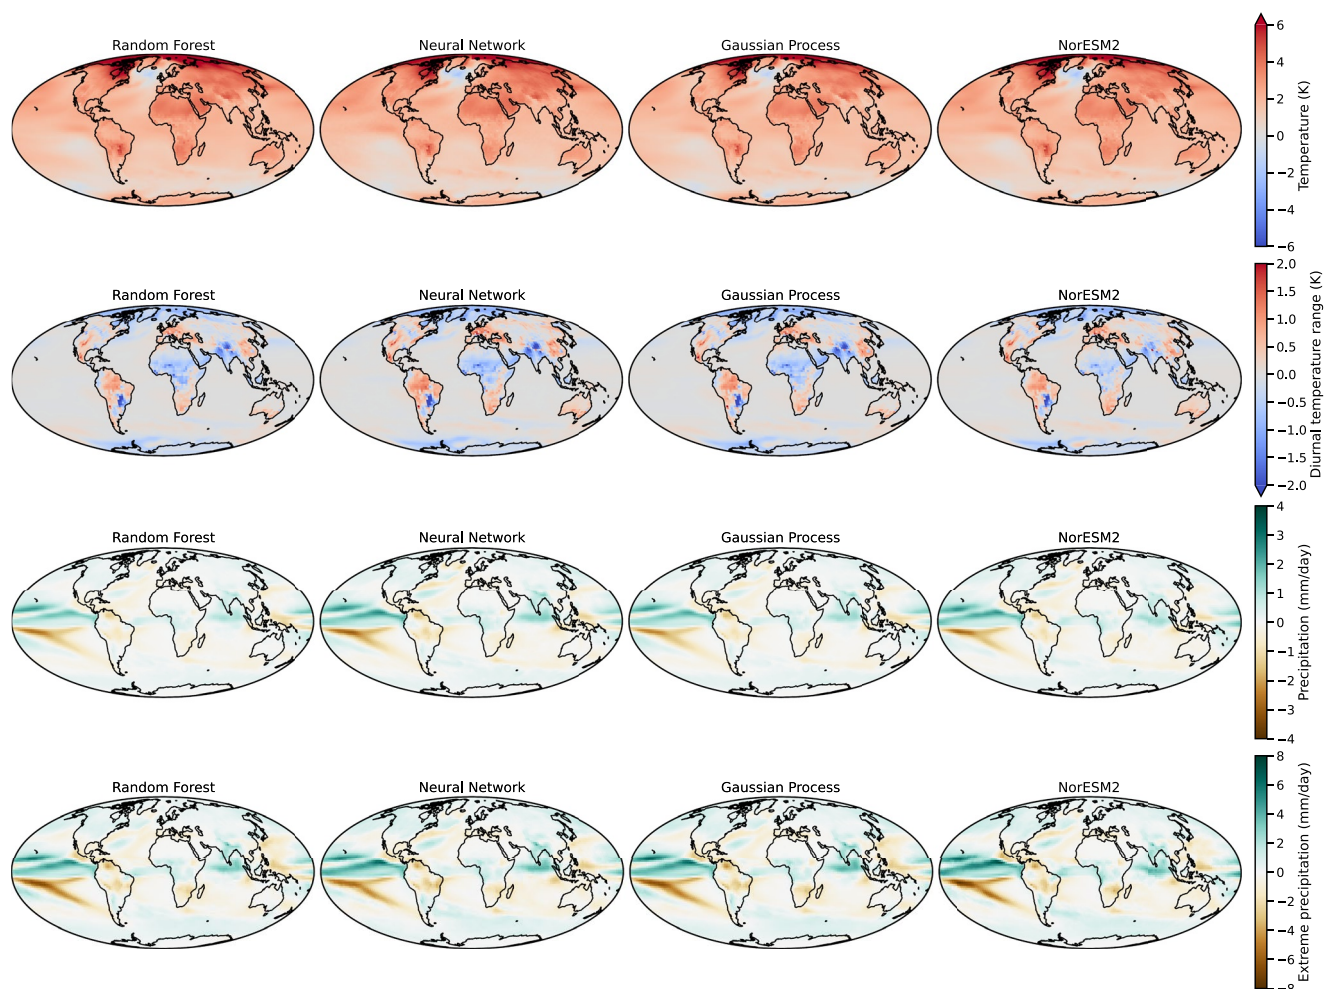 Random Forest
Neural Network
Gaussian Process
NorESM2
6
4
2
0
−2
−4
−6
Temperature (K)
Random Forest
Neural Network
Gaussian Process
NorESM2
2.0
1.5
1.0
0.5
0.0
−0.5
−1.0
−1.5
−2.0
Diurnal temperature range (K)
Random Forest
Neural Network
Gaussian Process
NorESM2
4
3
2
1
0
−1
−2
−3
−4
Precipitation (mm/day)
Random Forest
Neural Network
Gaussian Process
NorESM2
8
6
4
2
0
−2
−4
−6
−8
Extreme precipitation (mm/day)